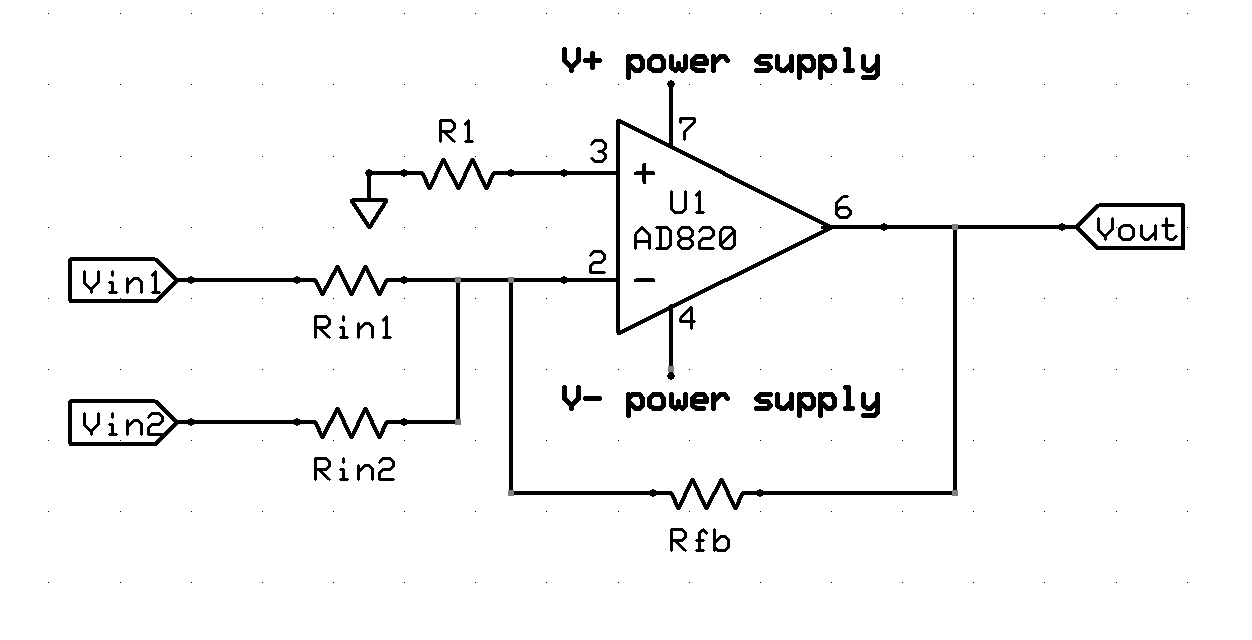 V+ power supply
R1
3
7
+
U1
AD820
6
Vout
Vin1
2
-
Rin1
4
V- power supply
Vin2
Rin2
Rfb